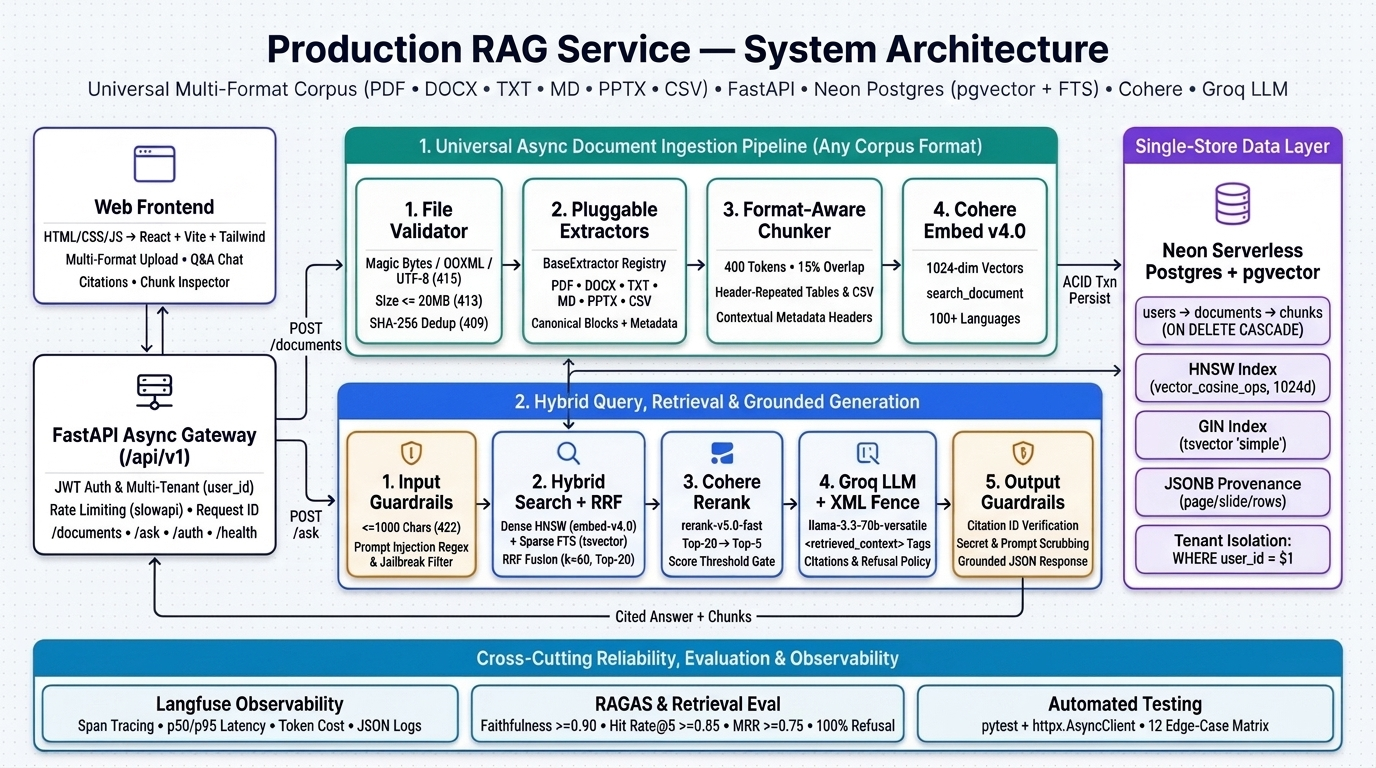 Production RAG Service — System Architecture
Universal Multi-Format Corpus (PDF • DOCX • TXT • MD • PPTX • CSV) • FastAPI • Neon Postgres (pgvector + FTS) • Cohere • Groq LLM
Web Frontend
HTML/CSS/JS → React + Vite + Tailwind
Multi-Format Upload • Q&A Chat
Citations • Chunk Inspector
FastAPI Async Gateway
(/api/v1)
JWT Auth & Multi-Tenant (user_id)
Rate Limiting (slowapi) • Request ID
/documents • /ask • /auth • /health
POST
/documents
POST
/ask
1. Universal Async Document Ingestion Pipeline (Any Corpus Format)
1. File
Validator
Magic Bytes / OOXML /
UTF-8 (415)
Size <= 20MB (413)
SHA-256 Dedup (409)
2. Pluggable
Extractors
BaseExtractor Registry
PDF • DOCX • TXT •
MD • PPTX • CSV
Canonical Blocks + Metadata
3. Format-Aware
Chunker
400 Tokens • 15% Overlap
Header-Repeated Tables & CSV
Contextual Metadata Headers
4. Cohere
Embed v4.0
1024-dim Vectors
search_document
100+ Languages
ACID Txn
Persist
2. Hybrid Query, Retrieval & Grounded Generation
1. Input
Guardrails
<=1000 Chars (422)
Prompt Injection Regex
& Jailbreak Filter
2. Hybrid
Search + RRF
Dense HNSW (embed-v4.0)
+ Sparse FTS (tsvector)
RRF Fusion (k=60, Top-20)
3. Cohere
Rerank
rerank-v5.0-fast
Top-20 → Top-5
Score Threshold Gate
4. Groq LLM
+ XML Fence
llama-3.3-70b-versatile
<retrieved_context> Tags
CItations & Refusal Policy
5. Output
Guardrails
Citation ID Verification
Secret & Prompt Scrubbing
Grounded JSON Response
Cited Answer + Chunks
Single-Store Data Layer
Neon Serverless
Postgres + pgvector
users → documents → chunks
(ON DELETE CASCADE)
HNSW Index
(vector_cosine_ops, 1024d)
GIN Index
(tsvector 'simple')
JSONB Provenance
(page/slide/rows)
Tenant Isolation:
WHERE user_id = $1
Cross-Cutting Reliability, Evaluation & Observability
Langfuse Observability
Span Tracing • p50/p95 Latency • Token Cost • JSON Logs
RAGAS & Retrieval Eval
Faithfulness >=0.90 • Hit Rate@5 >=0.85 • MRR >=0.75 • 100% Refusal
Automated Testing
pytest + httpx.AsyncClient • 12 Edge-Case Matrix